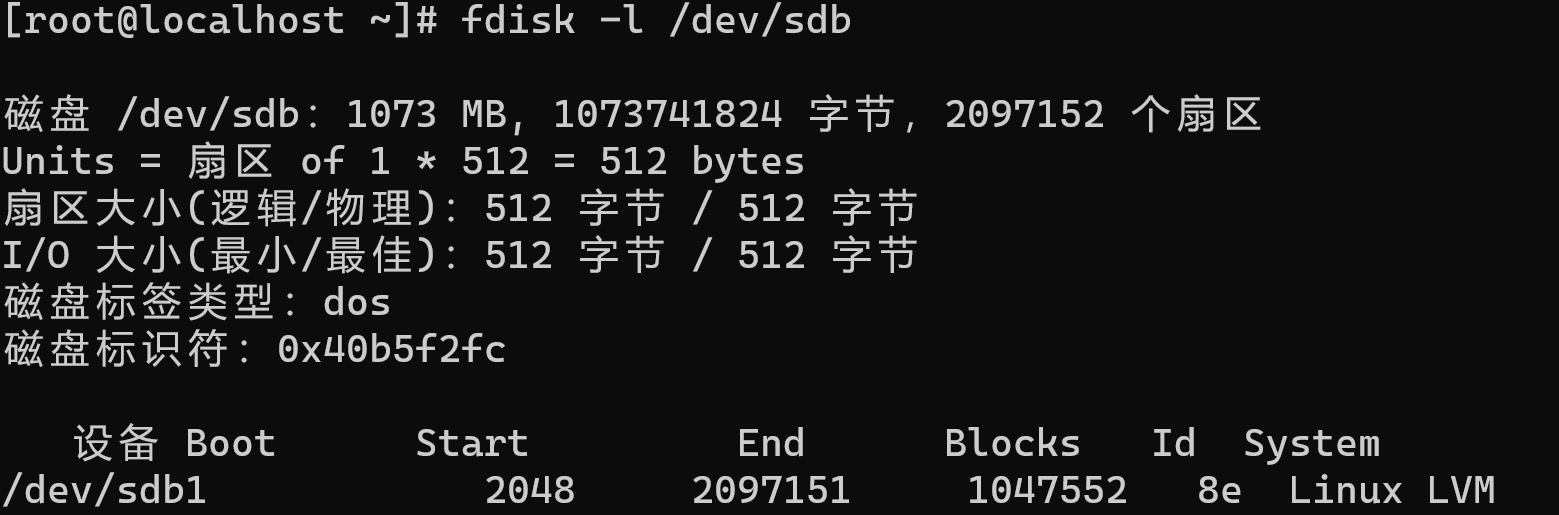 [root@localhost ~]# fdisk -l /dev/sdb
磁盘 /dev/sdb：1073 MB, 1073741824 字节，2097152 个扇区
Units = 扇区 of 1 * 512 = 512 bytes
扇区大小(逻辑/物理)：512 字节 / 512 字节
I/O 大小(最小/最佳)：512 字节 / 512 字节
磁盘标签类型：dos
磁盘标识符：0x40b5f2fc
设备 Boot      Start         End      Blocks   Id  System
/dev/sdb1            2048     2097151     1047552   8e  Linux LVM